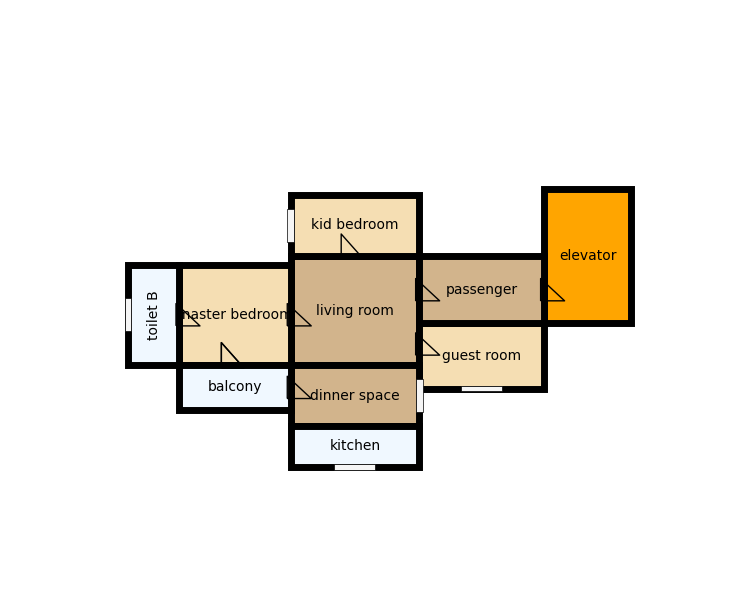 kid bedroom
elevator
passenger
living room
master bedroom
toilet B
guest room
balcony
dinner space
kitchen